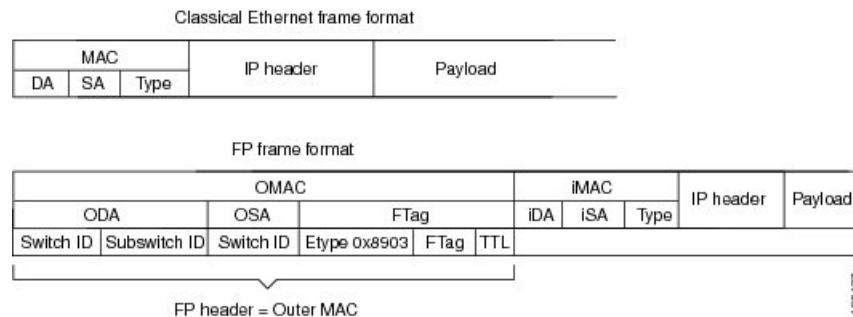 Classical Ethernet frame format
MAC IP header Payload
DA SA Type
FP frame format
OMAC iMAC IP header Payload
ODA OSA FTag iDA iSA Type
Switch ID Subswitch ID Switch ID Etype 0x8903 FTag TTL
FP header = Outer MAC